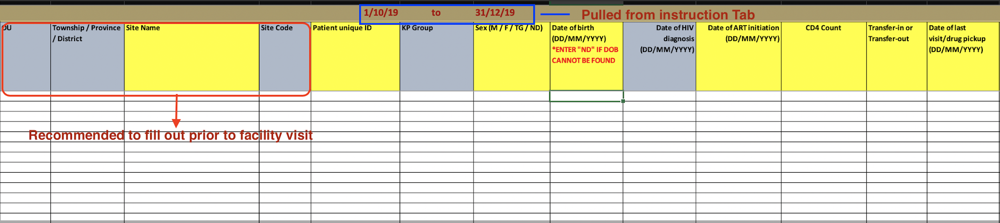 1/10/19 to 31/12/19 Pulled from instruction Tab
OU
Township / Province
/ District
Site Name
Site Code
Patient unique ID
KP Group
Sex (M / F / TG / ND)
Date of birth
(DD/MM/YYYY)
*ENTER "ND" IF DOB
CANNOT BE FOUND
Date of HIV
diagnosis
(DD/MM/YYYY)
Date of ART initiation
(DD/MM/YYYY)
CD4 Count
Transfer-in or
Transfer-out
Date of last
visit/drug pickup
(DD/MM/YYYY)
Recommended to fill out prior to facility visit